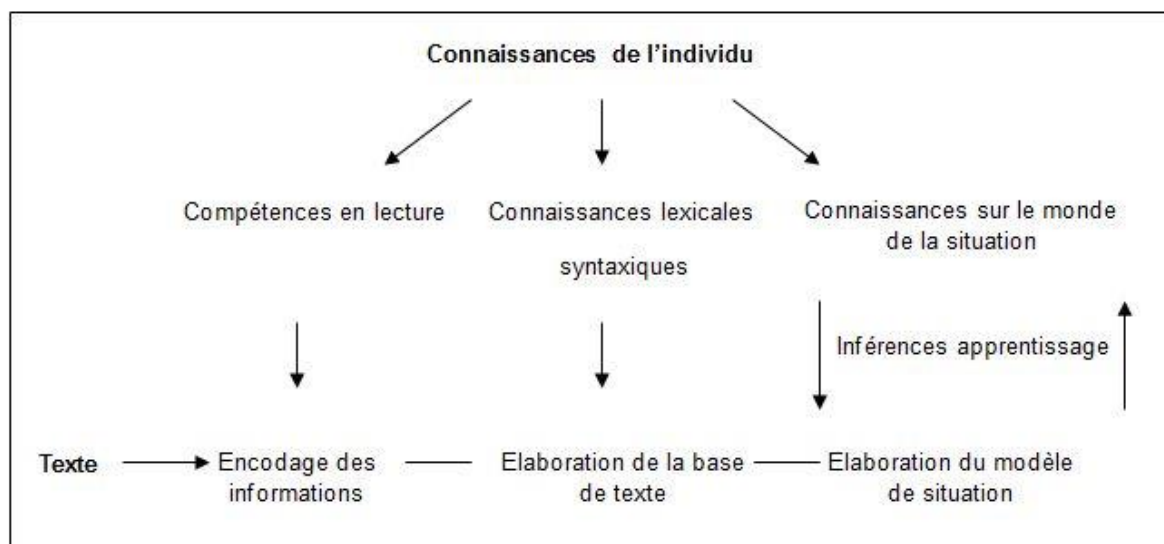 Connaissances de l'individu
Compétences en lecture
Connaissances lexicales
syntaxiques
Connaissances sur le monde
de la situation
Inférences apprentissage
Texte
Encodage des
informations
Elaboration de la base
de texte
Elaboration du modèle
de situation